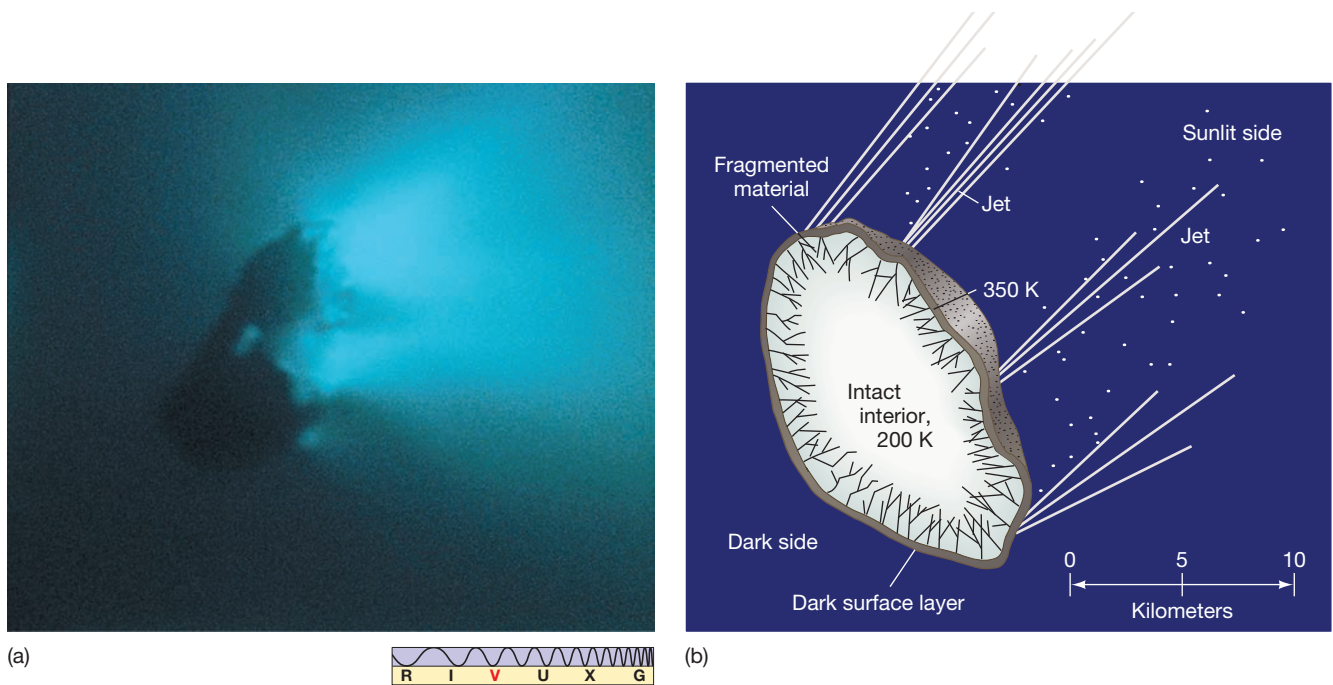 Sunlit side
Fragmented
material
Jet
Jet
350 K
Intact
interior,
200 K
Dark side
Dark surface layer
0 5 10
Kilometers
(a)
R I V U X G
(b)